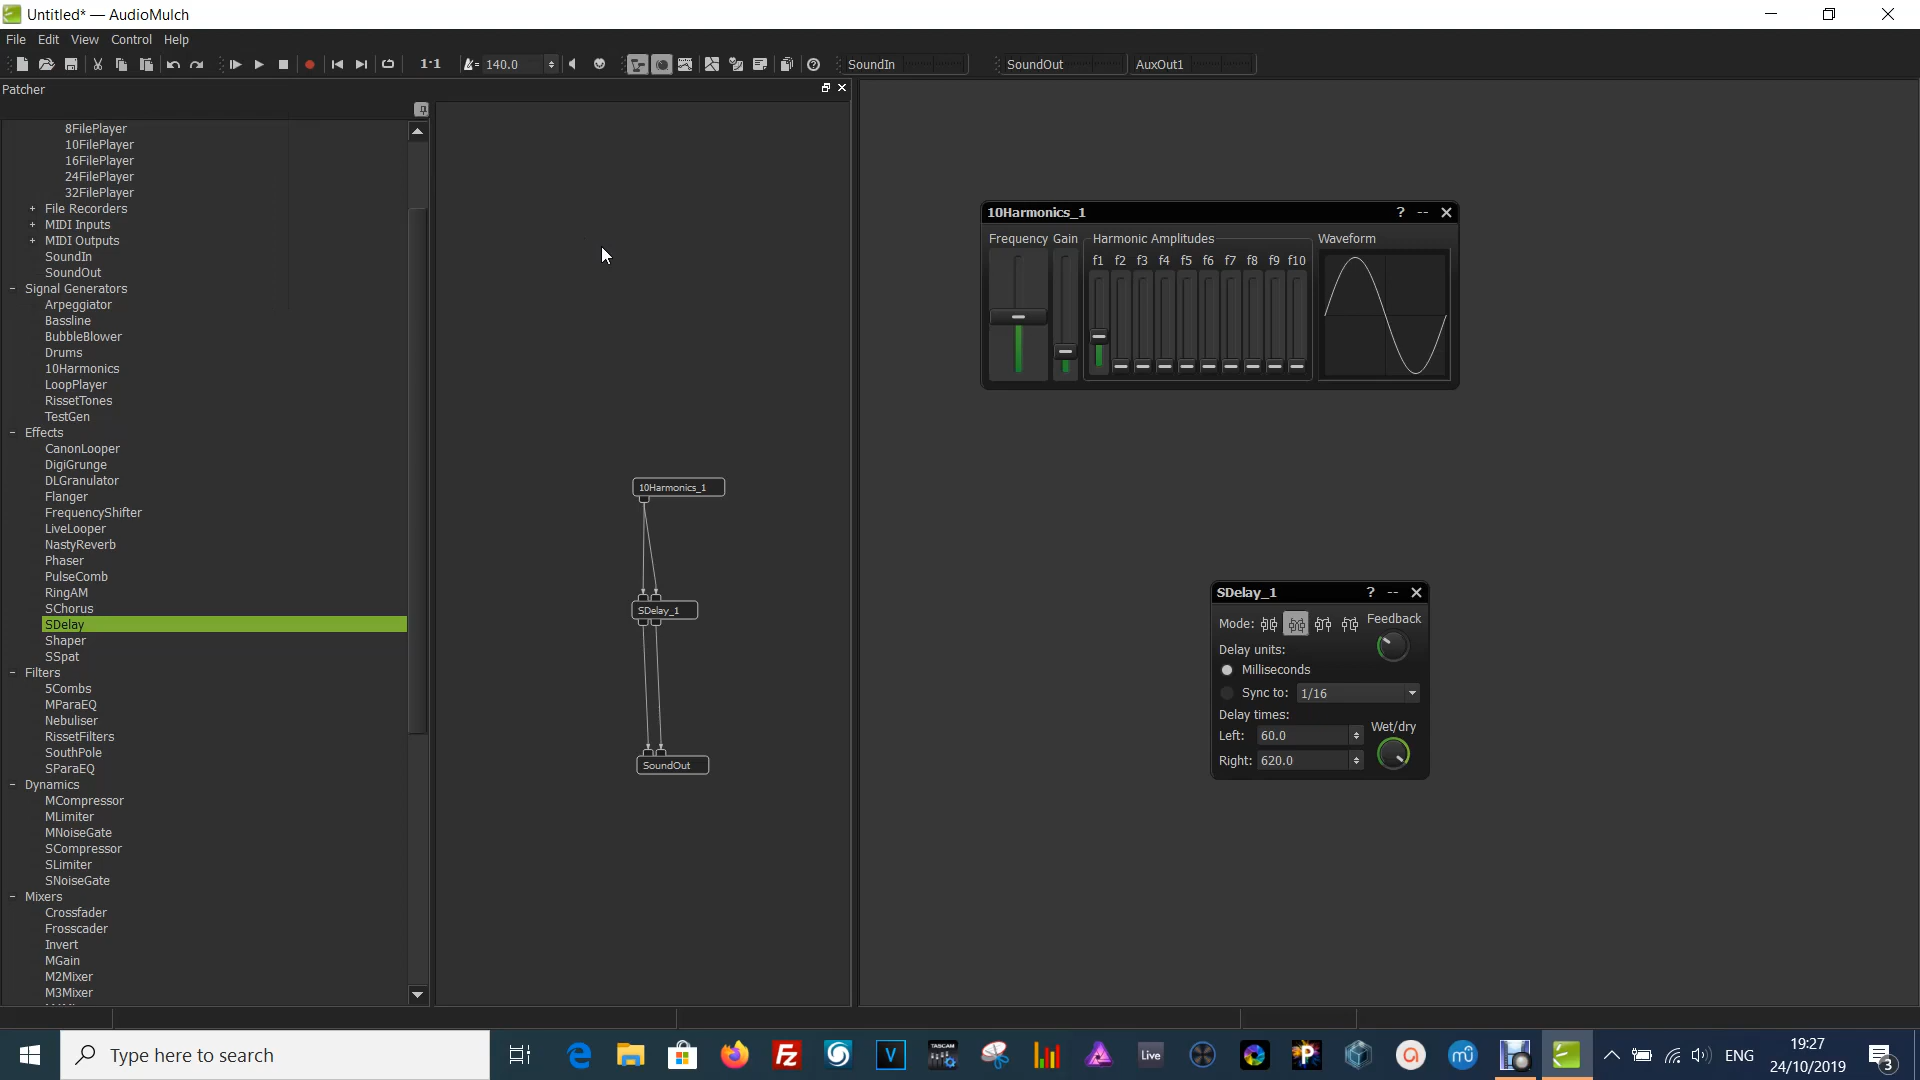 Untitled* — AudioMulch
File Edit View Control Help
1·1 140.0 SoundIn SoundOut AuxOut1
Patcher
8FilePlayer
10FilePlayer
16FilePlayer
24FilePlayer
32FilePlayer
+ File Recorders
+ MIDI Inputs
+ MIDI Outputs
SoundIn
SoundOut
- Signal Generators
Arpeggiator
Bassline
BubbleBlower
Drums
10Harmonics
LoopPlayer
RissetTones
TestGen
- Effects
CanonLooper
DigiGrunge
DLGranulator
Flanger
FrequencyShifter
LiveLooper
NastyReverb
Phaser
PulseComb
RingAM
SChorus
SDelay
Shaper
SSpat
- Filters
5Combs
MParaEQ
Nebuliser
RissetFilters
SouthPole
SParaEQ
- Dynamics
MCompressor
MLimiter
MNoiseGate
SCompressor
SLimiter
SNoiseGate
- Mixers
Crossfader
Frosscader
Invert
MGain
M2Mixer
M3Mixer
10Harmonics_1
SDelay_1
SoundOut
10Harmonics_1 ? --
Frequency Gain Harmonic Amplitudes Waveform
f1 f2 f3 f4 f5 f6 f7 f8 f9 f10
SDelay_1 ? --
Mode: Feedback
Delay units:
Milliseconds
Sync to: 1/16
Delay times:
Wet/dry
Left: 60.0
Right: 620.0
Type here to search
TASCAM
Live
ENG
19:27
24/10/2019
3